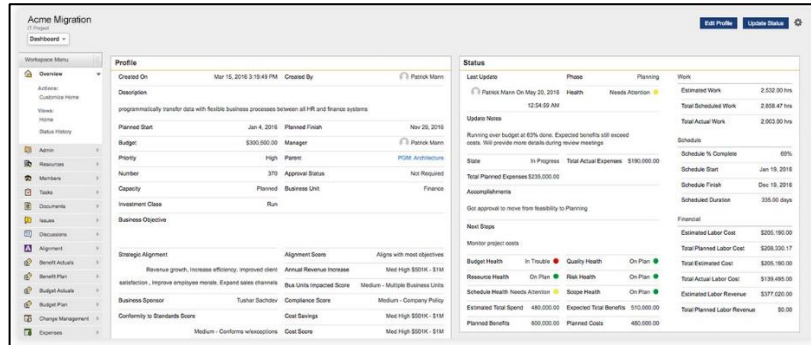 Acme Migration
IT Project
Dashboard
Edit Profile
Update Status
Workspace Menu
Overview
Actions:
Customize Home
Views:
Home
Status History
Admin
Resources
Members
Tasks
Documents
Issues
Discussions
Alignment
Benefit Actuals
Benefit Plan
Budget Actuals
Budget Plan
Change Management
Expenses
Profile
Created On Mar 15, 2016 3:19:49 PM Created By Patrick Mann
Description
programmatically transfer data with flexible business processes between all HR and finance systems
Planned Start Jan 4, 2016 Planned Finish Nov 29, 2016
Budget $300,500.00 Manager Patrick Mann
Priority High Parent PGM: Architecture
Number 370 Approval Status Not Required
Capacity Planned Business Unit Finance
Investment Class Run
Business Objective
Strategic Alignment Alignment Score Aligns with most objectives
Revenue growth, Increase efficiency, Improved client Annual Revenue Increase Med High $501K - $1M
satisfaction , Improve employee morale, Expand sales channels Bus Units Impacted Score Medium - Multiple Business Units
Business Sponsor Tushar Sachdev Compliance Score Medium - Company Policy
Conformity to Standards Score Cost Savings Med High $501K - $1M
Medium - Conforms w/exceptions Cost Score Med High $501K - $1M
Status
Last Update Phase Planning
Patrick Mann On May 20, 2016 Health Needs Attention
12:54:59 AM
Update Notes
Running over budget at 63% done. Expected benefits still exceed
costs. Will provide more details during review meetings
State In Progress Total Actual Expenses $190,000.00
Total Planned Expenses $235,000.00
Accomplishments
Got approval to move from feasibility to Planning
Next Steps
Monitor project costs
Budget Health In Trouble Quality Health On Plan
Resource Health On Plan Risk Health On Plan
Schedule Health Needs Attention Scope Health On Plan
Estimated Total Spend 480,000.00 Expected Total Benefits 510,000.00
Planned Benefits 600,000.00 Planned Costs 480,000.00
Work
Estimated Work 2,532.00 hrs
Total Scheduled Work 2,858.47 hrs
Total Actual Work 2,003.00 hrs
Schedule
Schedule % Complete 69%
Schedule Start Jan 19, 2016
Schedule Finish Dec 19, 2016
Scheduled Duration 335.00 days
Financial
Estimated Labor Cost $205,190.00
Total Planned Labor Cost $209,330.17
Total Estimated Cost $205,190.00
Total Actual Labor Cost $139,495.00
Estimated Labor Revenue $377,020.00
Total Planned Labor Revenue $0.00